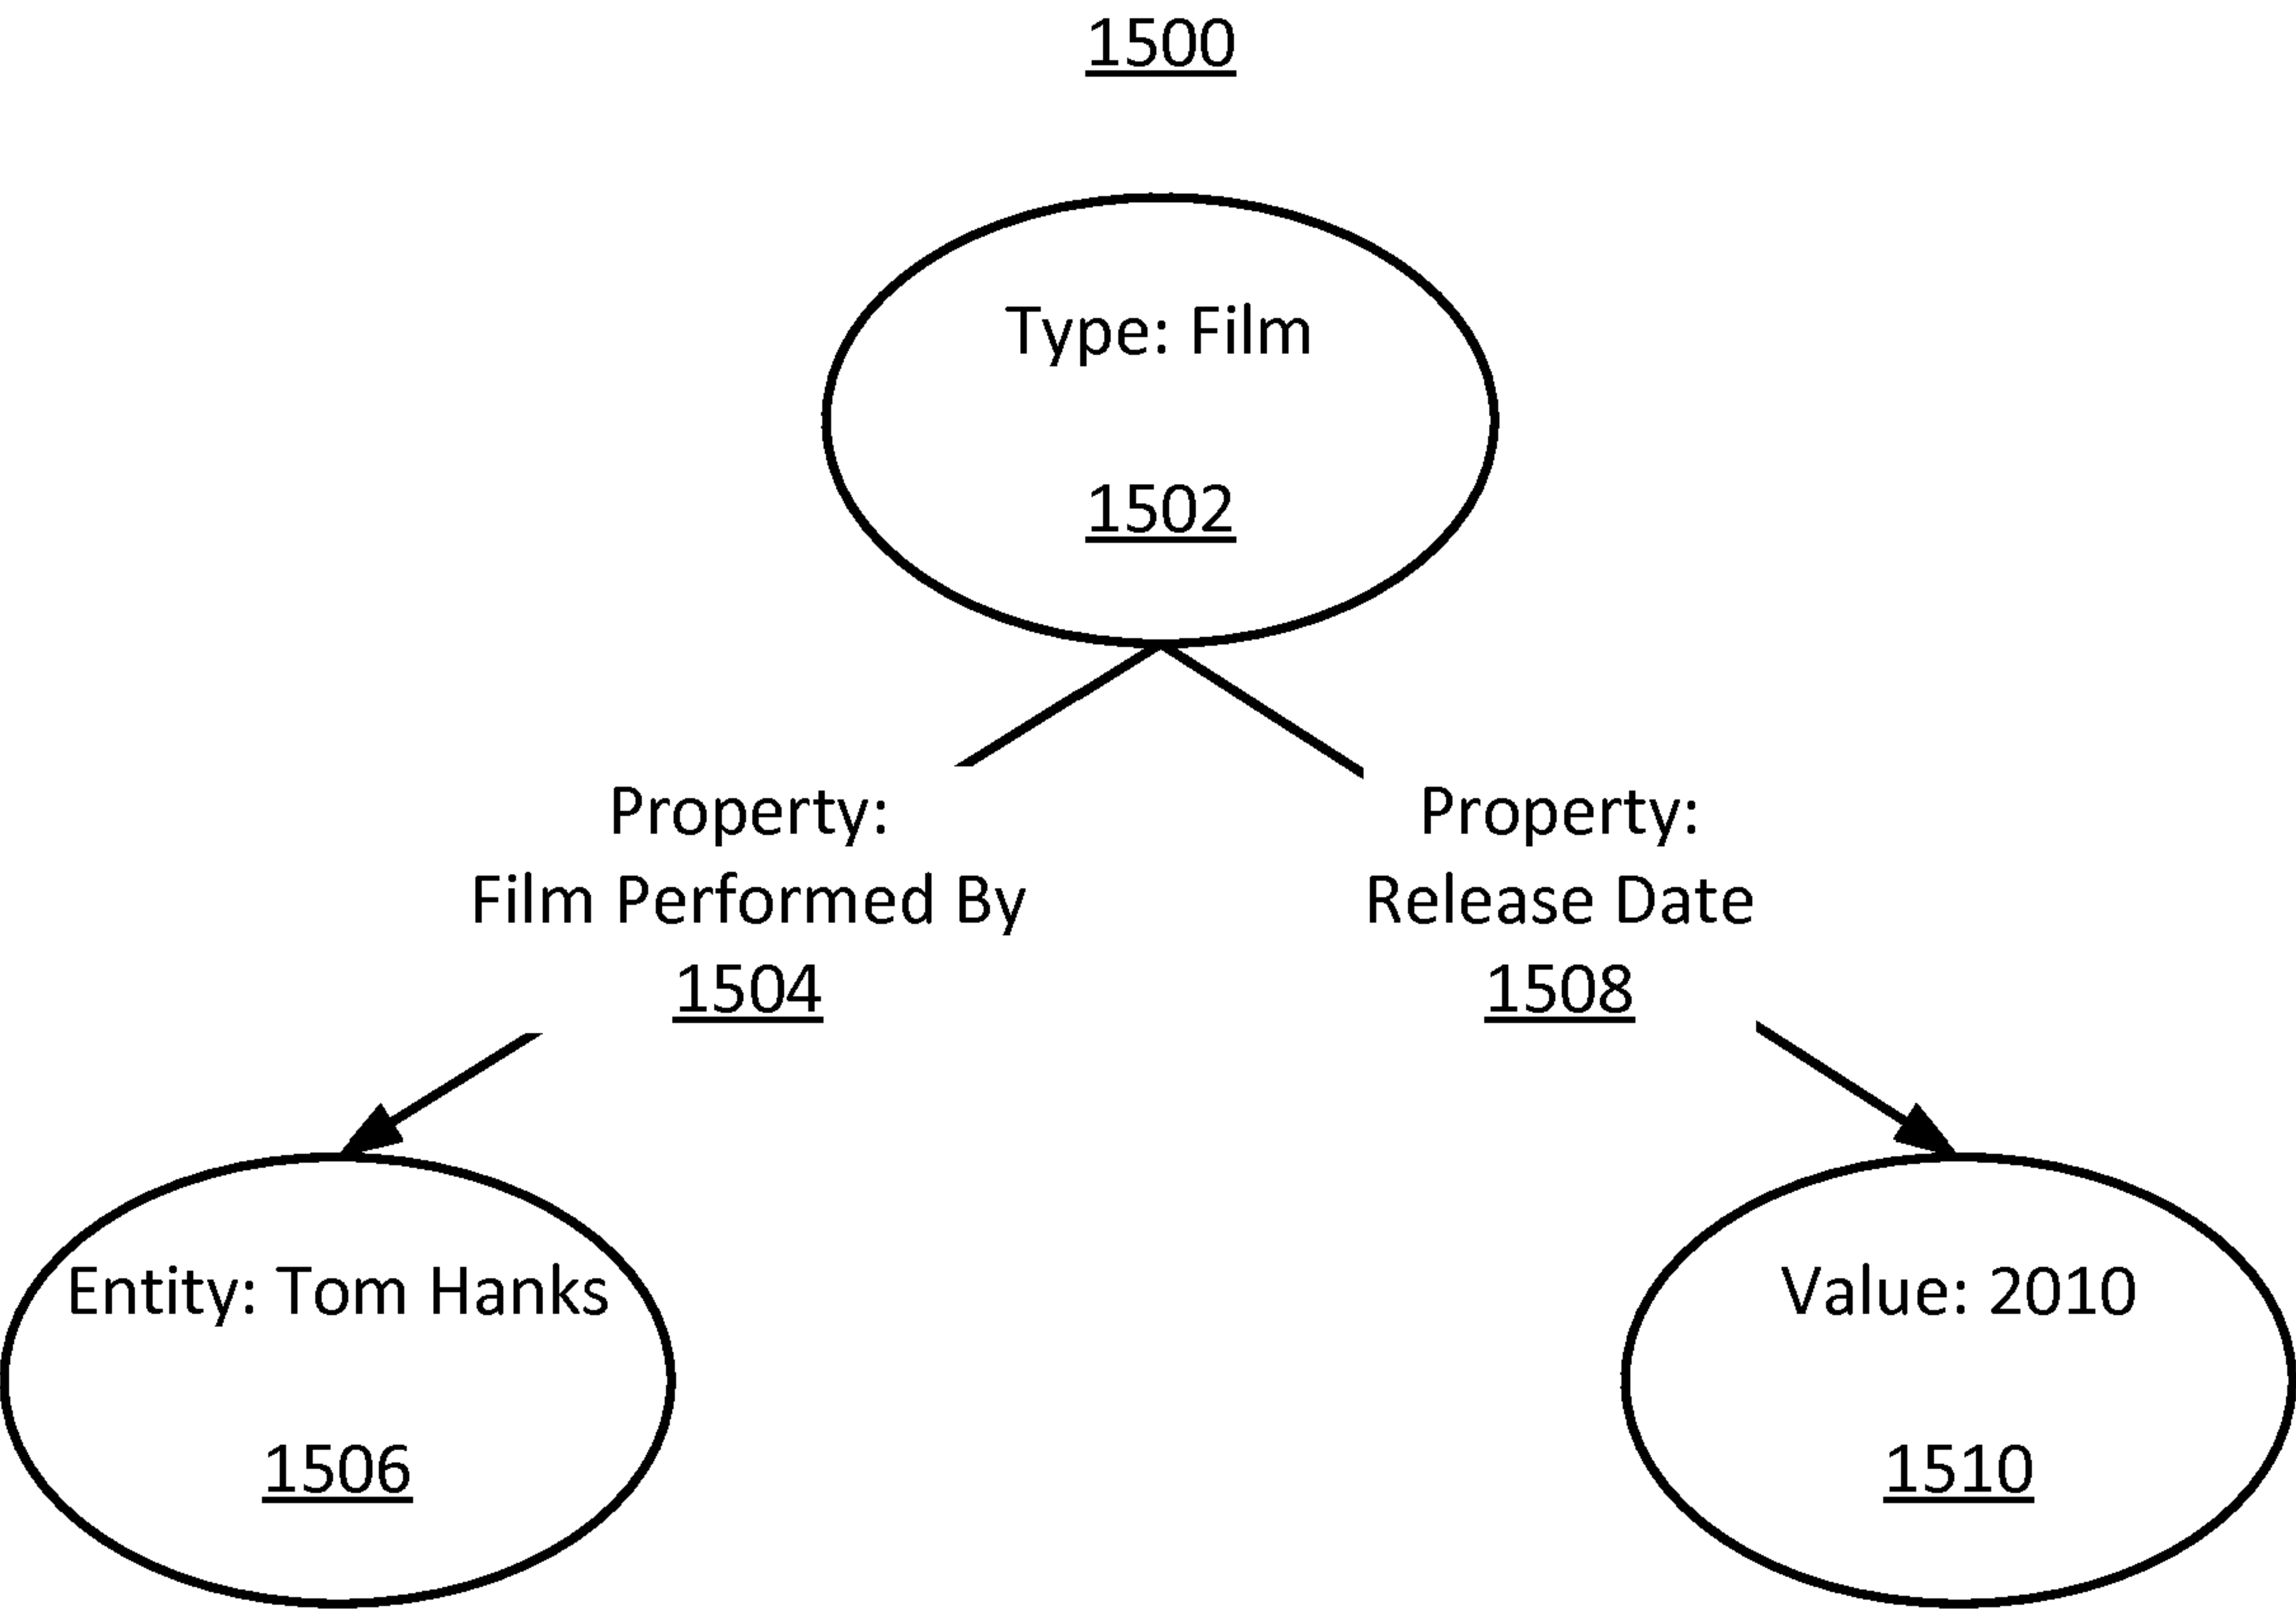 1500
Type: Film
1502
Property:
Film Performed By
1504
Property:
Release Date
1508
Entity: Tom Hanks
1506
Value: 2010
1510